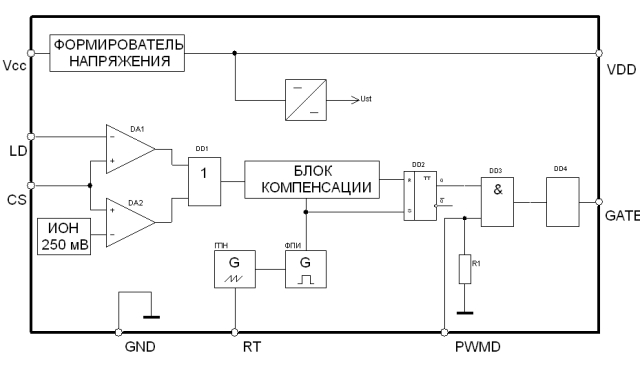 ФОРМИРОВАТЕЛЬ
НАПРЯЖЕНИЯ
Vcc
VDD
Ust
DA1
LD
DD1
1
БЛОК
КОМПЕНСАЦИИ
DD2
TT
R
S
DD3
&
DD4
CS
DA2
GATE
ИОН
250 мВ
ГПН
G
ФПИ
G
R1
GND
RT
PWMD